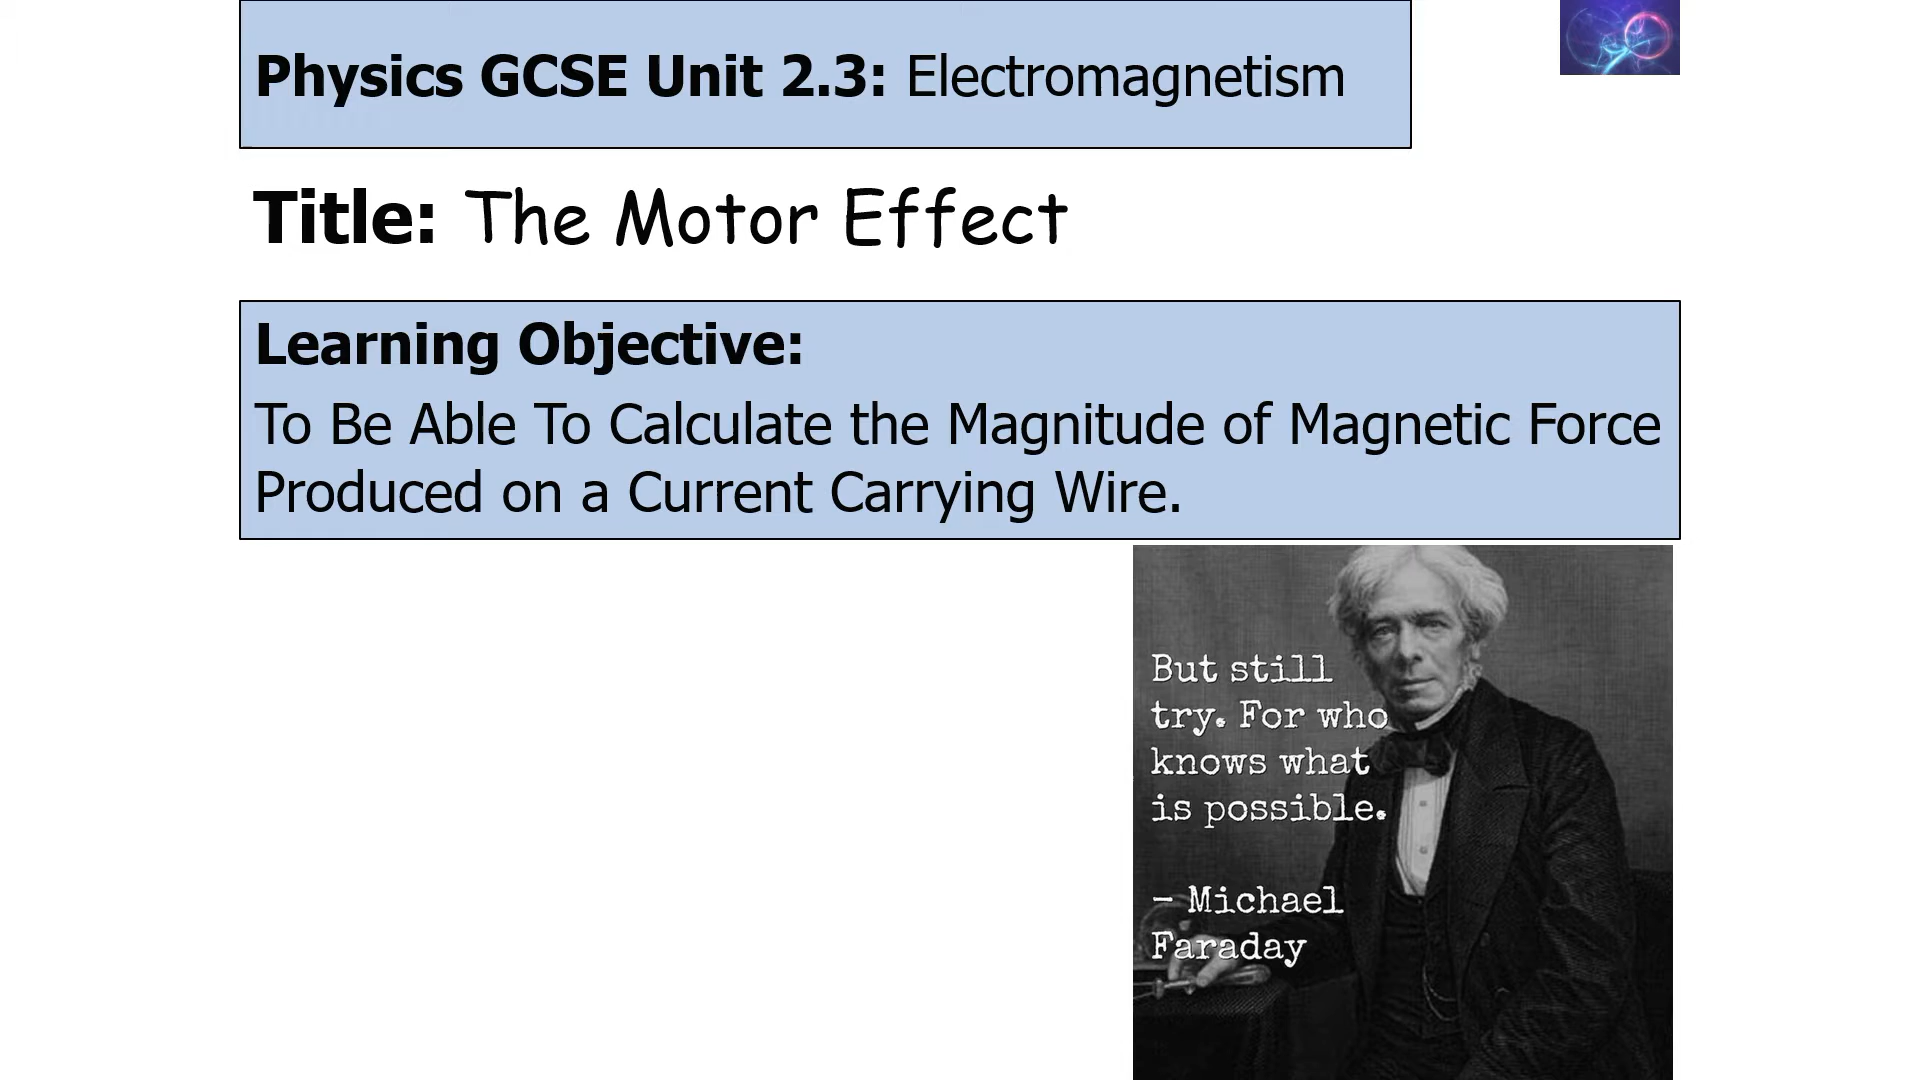 Physics GCSE Unit 2.3: Electromagnetism
Title: The Motor Effect
Learning Objective:
To Be Able To Calculate the Magnitude of Magnetic Force
Produced on a Current Carrying Wire.
But still
try. For who
knows what
is possible.
– Michael
Faraday